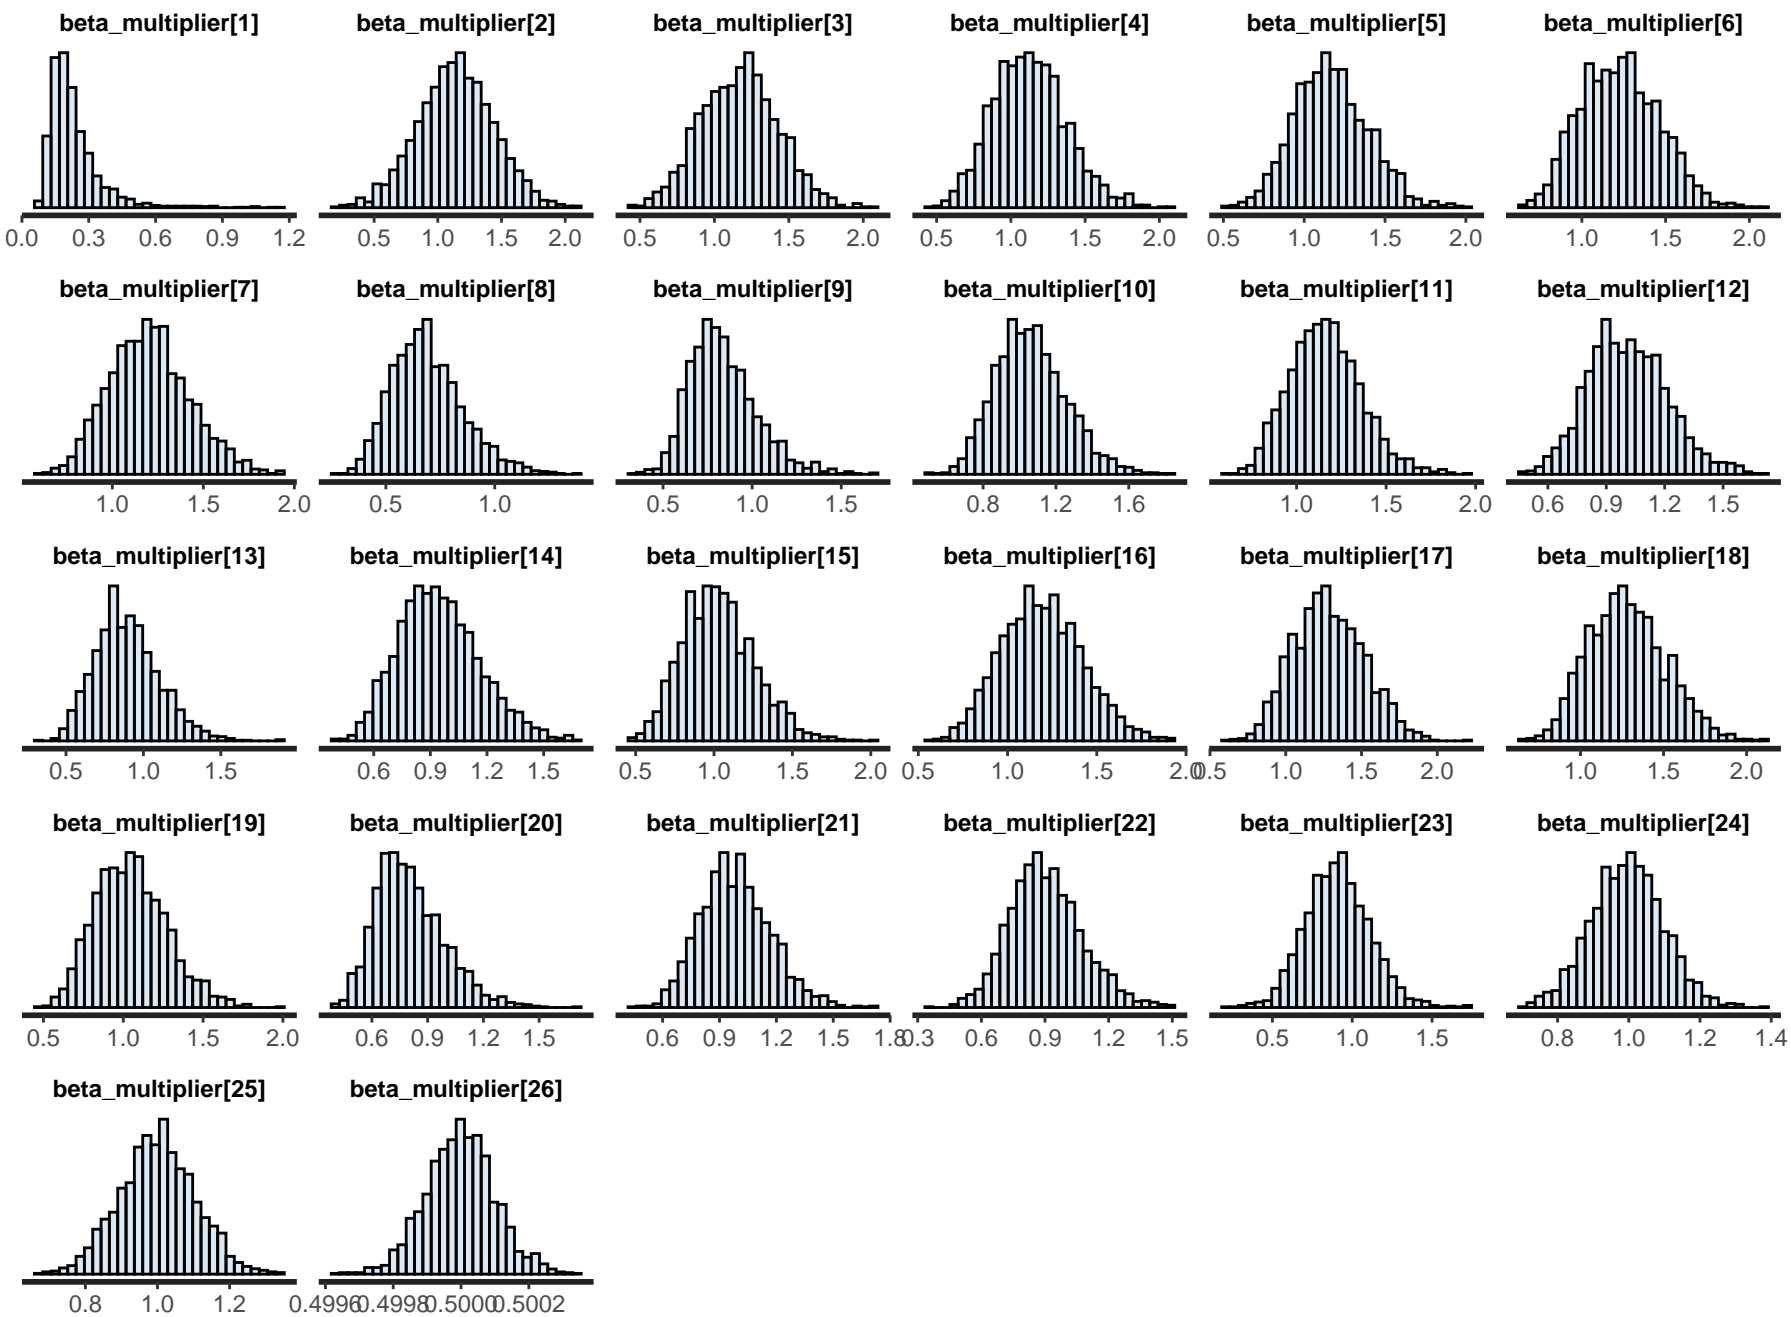 beta_multiplier[1] beta_multiplier[2] beta_multiplier[3] beta_multiplier[4] beta_multiplier[5] beta_multiplier[6]
0.0 0.3 0.6 0.9 1.2 0.5 1.0 1.5 2.0 0.5 1.0 1.5 2.0 0.5 1.0 1.5 2.0 0.5 1.0 1.5 2.0 1.0 1.5 2.0
beta_multiplier[7] beta_multiplier[8] beta_multiplier[9] beta_multiplier[10] beta_multiplier[11] beta_multiplier[12]
1.0 1.5 2.0 0.5 1.0 0.5 1.0 1.5 0.8 1.2 1.6 1.0 1.5 2.0 0.6 0.9 1.2 1.5
beta_multiplier[13] beta_multiplier[14] beta_multiplier[15] beta_multiplier[16] beta_multiplier[17] beta_multiplier[18]
0.5 1.0 1.5 0.6 0.9 1.2 1.5 0.5 1.0 1.5 2.0 0.5 1.0 1.5 2.0 0.5 1.0 1.5 2.0 1.0 1.5 2.0
beta_multiplier[19] beta_multiplier[20] beta_multiplier[21] beta_multiplier[22] beta_multiplier[23] beta_multiplier[24]
0.5 1.0 1.5 2.0 0.6 0.9 1.2 1.5 0.6 0.9 1.2 1.5 1.8 0.3 0.6 0.9 1.2 1.5 0.5 1.0 1.5 0.8 1.0 1.2 1.4
beta_multiplier[25] beta_multiplier[26]
0.8 1.0 1.2 0.4996 0.4998 0.5000 0.5002